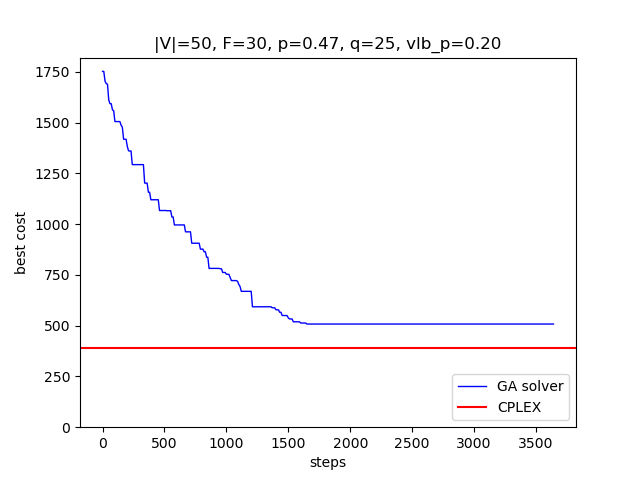 |V|=50, F=30, p=0.47, q=25, vlb_p=0.20
1750
1500
1250
1000
750
500
250
0
best cost
0 500 1000 1500 2000 2500 3000 3500
steps
GA solver
CPLEX